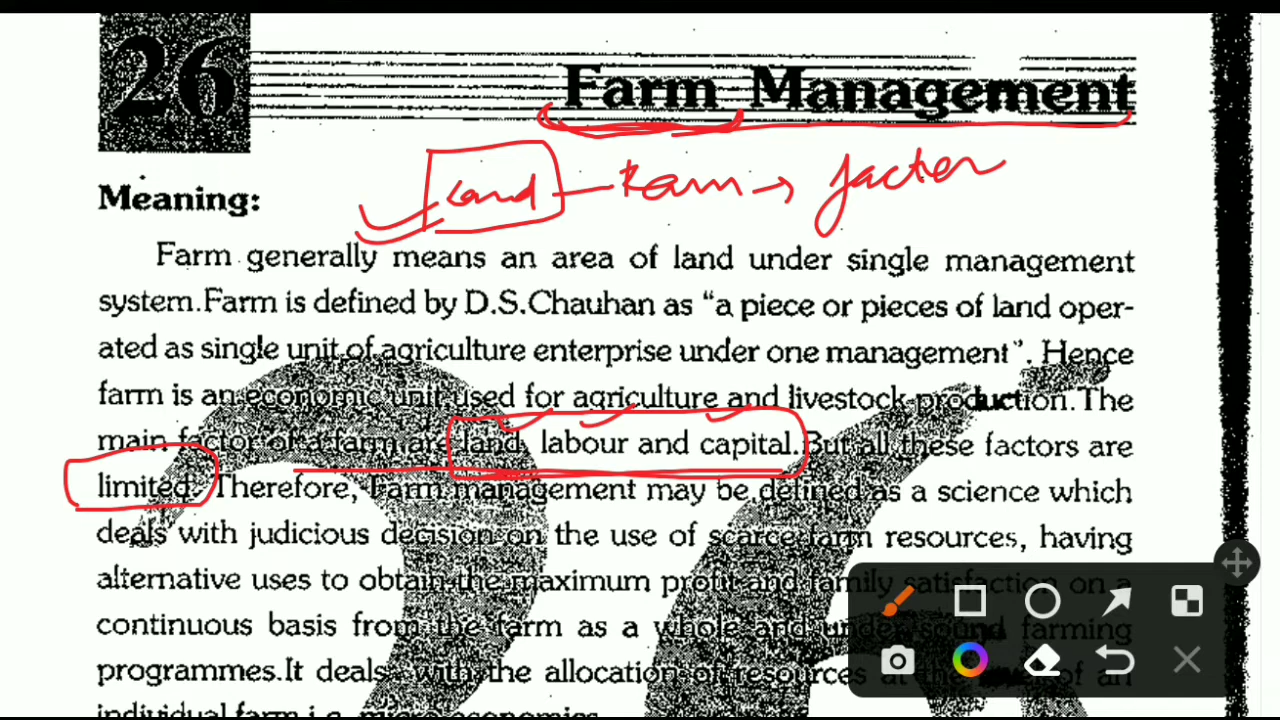 26
Farm Management
Land Farm → factor
Meaning:
Farm generally means an area of land under single management
system.Farm is defined by D.S.Chauhan as “a piece or pieces of land oper-
ated as single unit of agriculture enterprise under one management”. Hence
farm is an economic unit used for agriculture and livestock production.The
main factor of a farm are land, labour and capital.But all these factors are
limited. Therefore, Farm management may be defined as a science which
deals with judicious decision on the use of scarce farm resources, having
alternative uses to obtain the maximum profit and family satisfaction on a
continuous basis from the farm as a whole and under sound farming
programmes.It deals with the allocation of resources at the of an
individual farm i.e. micro economics.